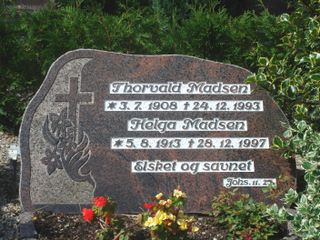 Thorvald Madsen
* 3.7. 1908 † 24.12. 1993
Helga Madsen
* 5.8. 1913 † 28.12. 1997
Elsket og savnet
Johs. 11. 25